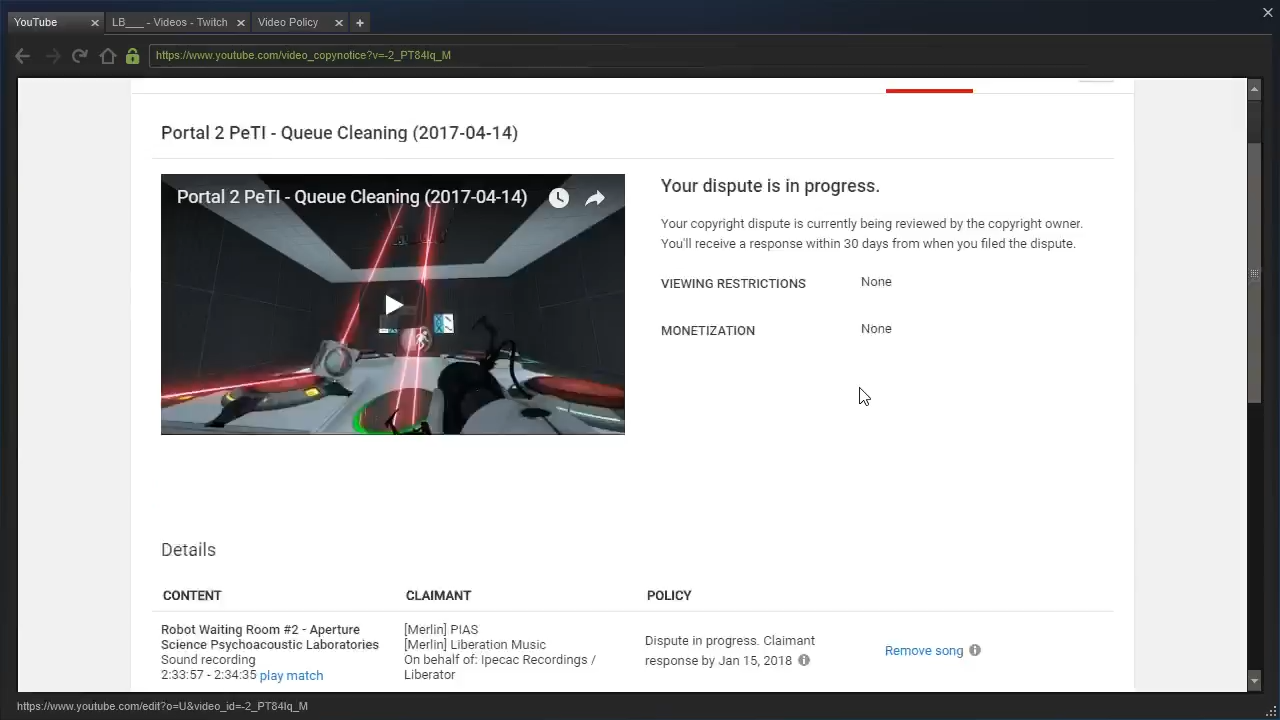 YouTube
LB___ - Videos - Twitch
Video Policy
https://www.youtube.com/video_copynotice?v=-2_PT84Iq_M
Portal 2 PeTI - Queue Cleaning (2017-04-14)
Portal 2 PeTI - Queue Cleaning (2017-04-14)
Your dispute is in progress.
Your copyright dispute is currently being reviewed by the copyright owner.
You'll receive a response within 30 days from when you filed the dispute.
VIEWING RESTRICTIONS None
MONETIZATION None
Details
CONTENT CLAIMANT POLICY
Robot Waiting Room #2 - Aperture
Science Psychoacoustic Laboratories
Sound recording
2:33:57 - 2:34:35 play match
[Merlin] PIAS
[Merlin] Liberation Music
On behalf of: Ipecac Recordings /
Liberator
Dispute in progress. Claimant
response by Jan 15, 2018
Remove song
https://www.youtube.com/edit?o=U&video_id=-2_PT84Iq_M